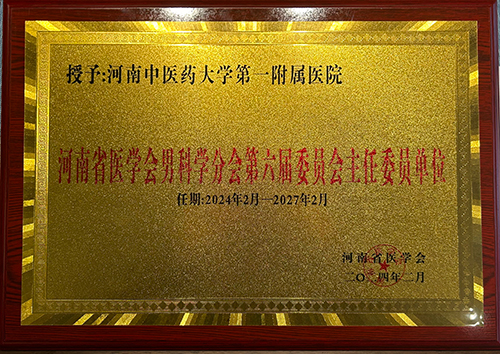 授予:河南中医药大学第一附属医院
河南省医学会男科学分会第六届委员会主任委员单位
任期:2024年2月—2027年2月
河南省医学会
二〇二四年二月